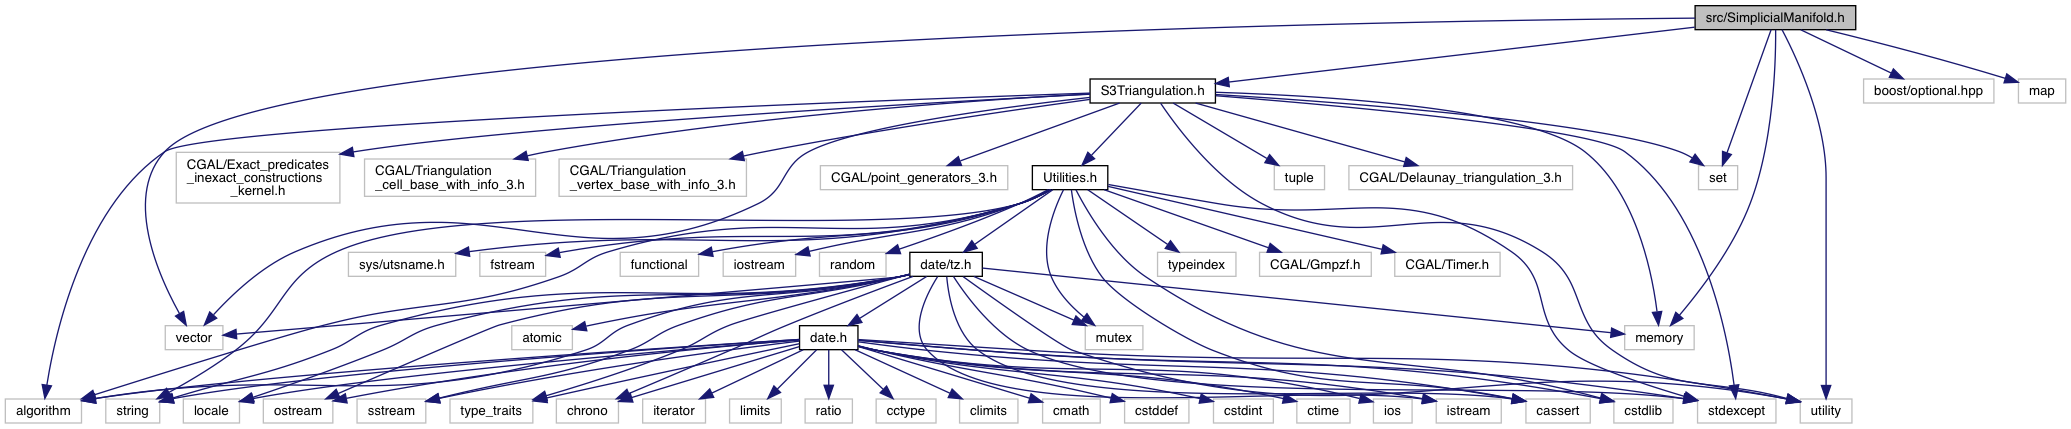 src/SimplicialManifold.h
S3Triangulation.h
boost/optional.hpp
map
CGAL/Exact_predicates
_inexact_constructions
_kernel.h
CGAL/Triangulation
_cell_base_with_info_3.h
CGAL/Triangulation
_vertex_base_with_info_3.h
CGAL/point_generators_3.h
Utilities.h
tuple
CGAL/Delaunay_triangulation_3.h
set
sys/utsname.h
fstream
functional
iostream
random
date/tz.h
typeindex
CGAL/Gmpzf.h
CGAL/Timer.h
vector
atomic
date.h
mutex
memory
algorithm
string
locale
ostream
sstream
type_traits
chrono
iterator
limits
ratio
cctype
climits
cmath
cstddef
cstdint
ctime
ios
istream
cassert
cstdlib
stdexcept
utility